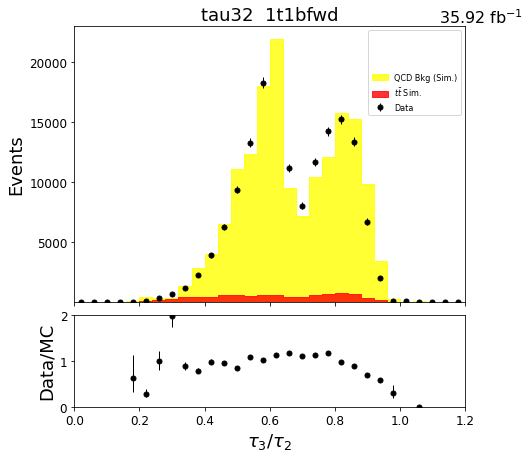 tau32 1t1bfwd
35.92 fb⁻¹
QCD Bkg (Sim.)
tt̄ Sim.
Data
Events
20000
15000
10000
5000
Data/MC
2
1
0
0.0 0.2 0.4 0.6 0.8 1.0 1.2
τ₃/τ₂